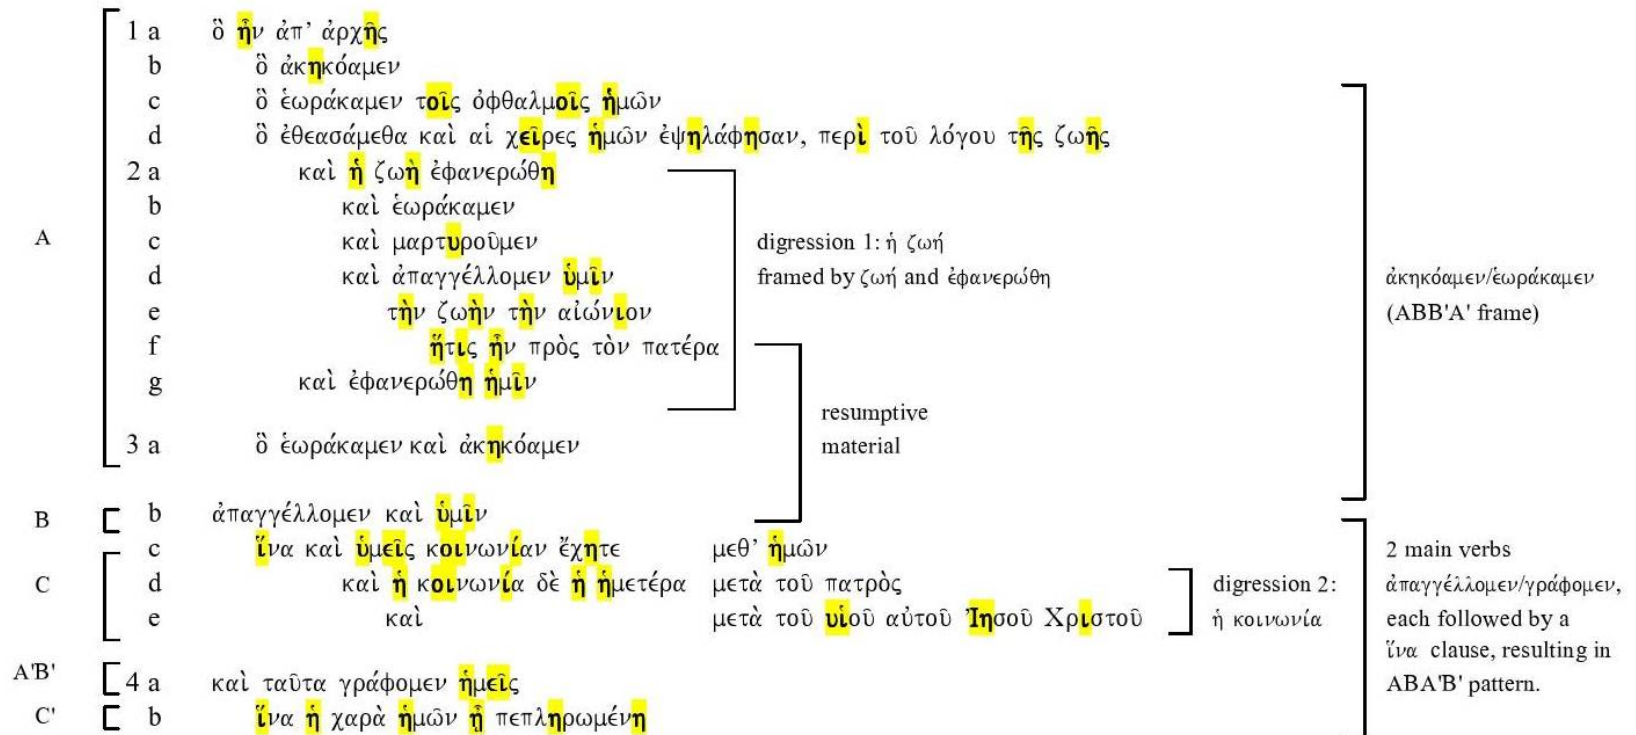 1 a ὃ ἦν ἀπ’ ἀρχῆς
b ὃ ἀκηκόαμεν
c ὃ ἑωράκαμεν τοῖς ὀφθαλμοῖς ἡμῶν
d ὃ ἐθεασάμεθα καὶ αἱ χεῖρες ἡμῶν ἐψηλάφησαν, περὶ τοῦ λόγου τῆς ζωῆς
2 a καὶ ἡ ζωὴ ἐφανερώθη
b καὶ ἑωράκαμεν
A c καὶ μαρτυροῦμεν digression 1: ἡ ζωή
d καὶ ἀπαγγέλλομεν ὑμῖν framed by ζωή and ἐφανερώθη ἀκηκόαμεν/ἑωράκαμεν
e τὴν ζωὴν τὴν αἰώνιον (ABB'A' frame)
f ἥτις ἦν πρὸς τὸν πατέρα
g καὶ ἐφανερώθη ἡμῖν
resumptive
3 a ὃ ἑωράκαμεν καὶ ἀκηκόαμεν material
B b ἀπαγγέλλομεν καὶ ὑμῖν
c ἵνα καὶ ὑμεῖς κοινωνίαν ἔχητε μεθ’ ἡμῶν 2 main verbs
C d καὶ ἡ κοινωνία δὲ ἡ ἡμετέρα μετὰ τοῦ πατρὸς digression 2: ἀπαγγέλλομεν/γράφομεν,
e καὶ μετὰ τοῦ υἱοῦ αὐτοῦ Ἰησοῦ Χριστοῦ ἡ κοινωνία each followed by a
ἵνα clause, resulting in
A'B' 4 a καὶ ταῦτα γράφομεν ἡμεῖς ABA'B' pattern.
C' b ἵνα ἡ χαρὰ ἡμῶν ᾖ πεπληρωμένη